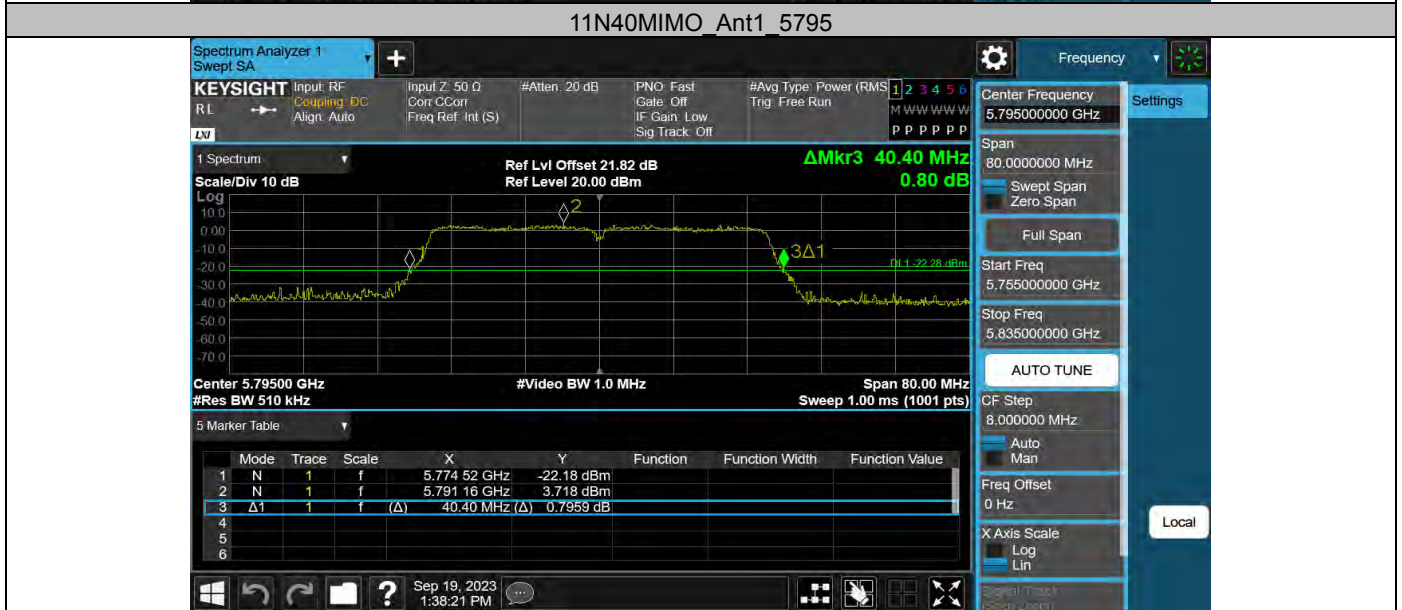 11N40MIMO_Ant1_5795
Spectrum Analyzer 1
Swept SA
+
Frequency
KEYSIGHT
Input: RF
Input Z: 50 Ω
#Atten: 20 dB
PNO: Fast
#Avg Type: Power (RMS
1 2 3 4 5 6
RL
Coupling: DC
Corr CCorr
Gate: Off
Trig: Free Run
M W W W W W
Align: Auto
Freq Ref: Int (S)
IF Gain: Low
Sig Track: Off
P P P P P P
LXI
Center Frequency
5.795000000 GHz
Settings
1 Spectrum
Ref Lvl Offset 21.82 dB
ΔMkr3 40.40 MHz
Scale/Div 10 dB
Ref Level 20.00 dBm
0.80 dB
Log
10.0
0.00
-10.0
-20.0
-30.0
-40.0
-50.0
-60.0
-70.0
1
2
3Δ1
DL1 -22.28 dBm
Center 5.79500 GHz
#Video BW 1.0 MHz
Span 80.00 MHz
#Res BW 510 kHz
Sweep 1.00 ms (1001 pts)
Span
80.0000000 MHz
Swept Span
Zero Span
Full Span
Start Freq
5.755000000 GHz
Stop Freq
5.835000000 GHz
AUTO TUNE
CF Step
8.000000 MHz
Auto
Man
Freq Offset
0 Hz
X Axis Scale
Log
Lin
Local
5 Marker Table
Mode Trace Scale X Y Function Function Width Function Value
1 N 1 f 5.774 52 GHz -22.18 dBm
2 N 1 f 5.791 16 GHz 3.718 dBm
3 Δ1 1 f (Δ) 40.40 MHz (Δ) 0.7959 dB
4
5
6
?
Sep 19, 2023
1:38:21 PM